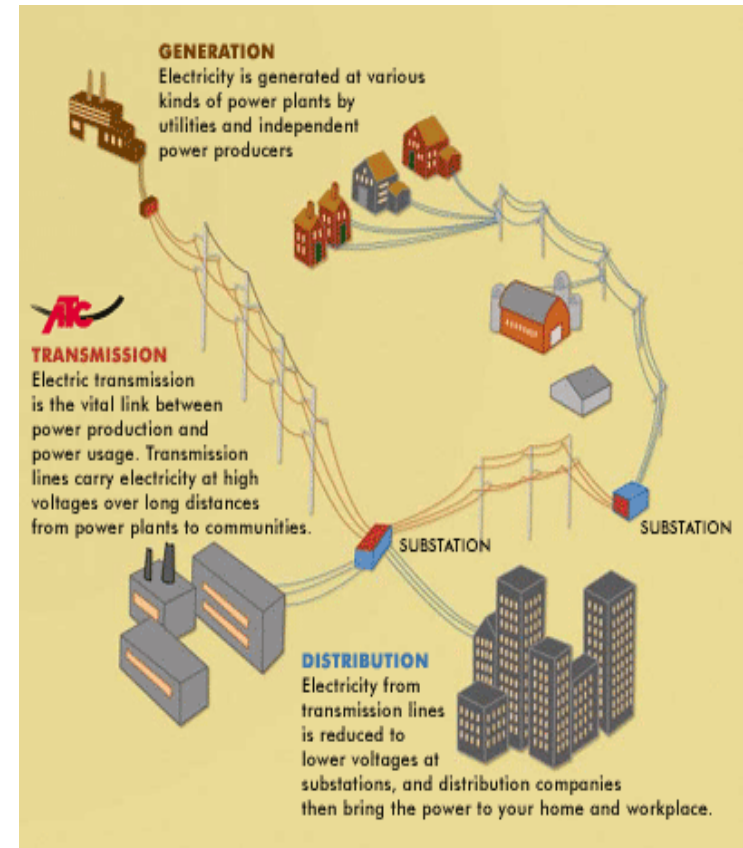 GENERATION
Electricity is generated at various
kinds of power plants by
utilities and independent
power producers
ATC
TRANSMISSION
Electric transmission
is the vital link between
power production and
power usage. Transmission
lines carry electricity at high
voltages over long distances
from power plants to communities.
SUBSTATION
SUBSTATION
DISTRIBUTION
Electricity from
transmission lines
is reduced to
lower voltages at
substations, and distribution companies
then bring the power to your home and workplace.